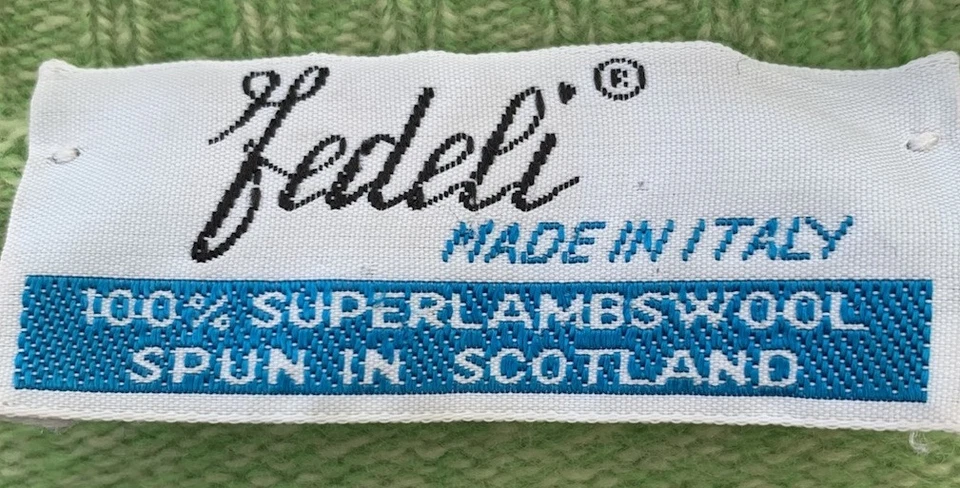 Fedeli®
MADE IN ITALY
100% SUPERLAMBSWOOL
SPUN IN SCOTLAND